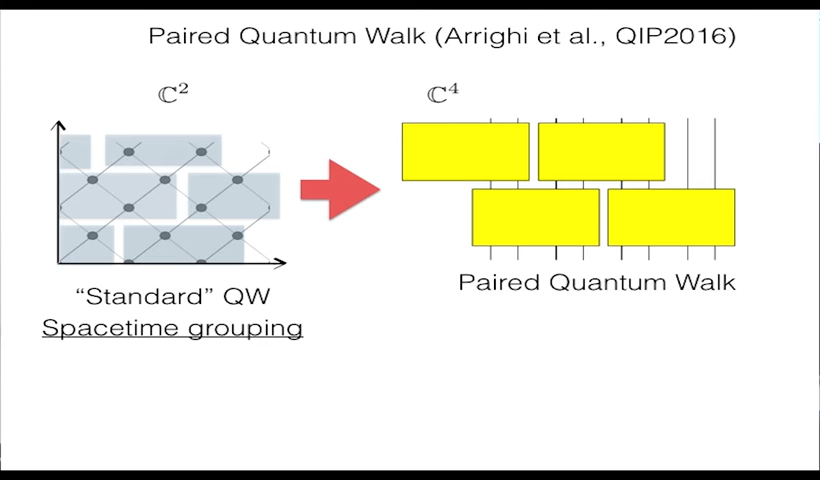 Paired Quantum Walk (Arrighi et al., QIP2016)
ℂ²
ℂ⁴
“Standard” QW
Spacetime grouping
Paired Quantum Walk